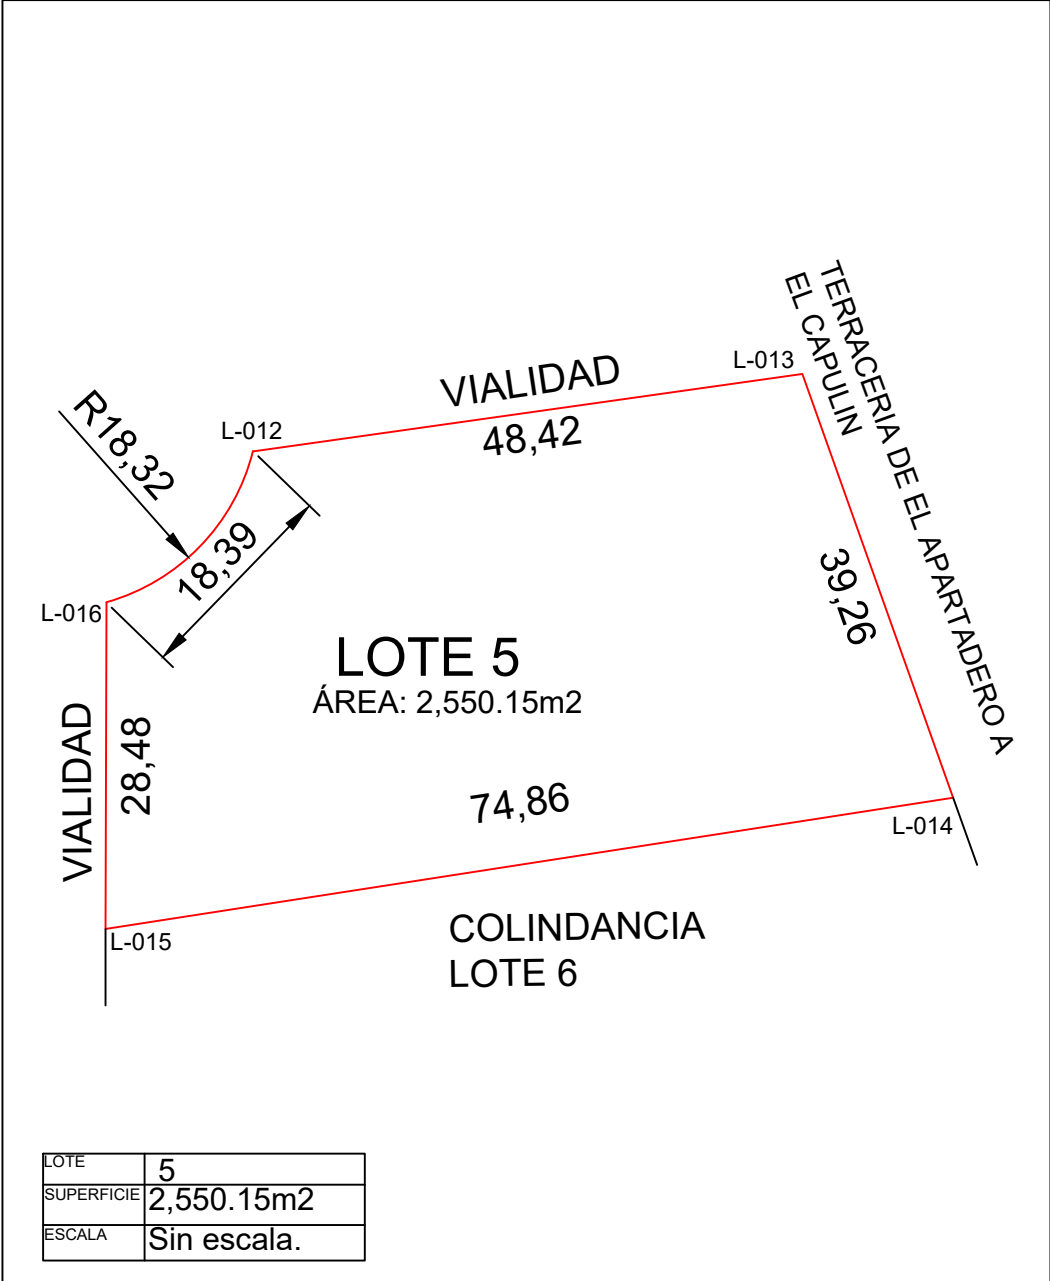 TERRACERIA DE EL APARTADERO A
EL CAPULIN
L-013
VIALIDAD
48,42
L-012
R18,32
18,39
39,26
L-016
LOTE 5
ÁREA: 2,550.15m2
VIALIDAD
28,48
74,86
L-014
L-015
COLINDANCIA
LOTE 6
LOTE 5
SUPERFICIE 2,550.15m2
ESCALA Sin escala.